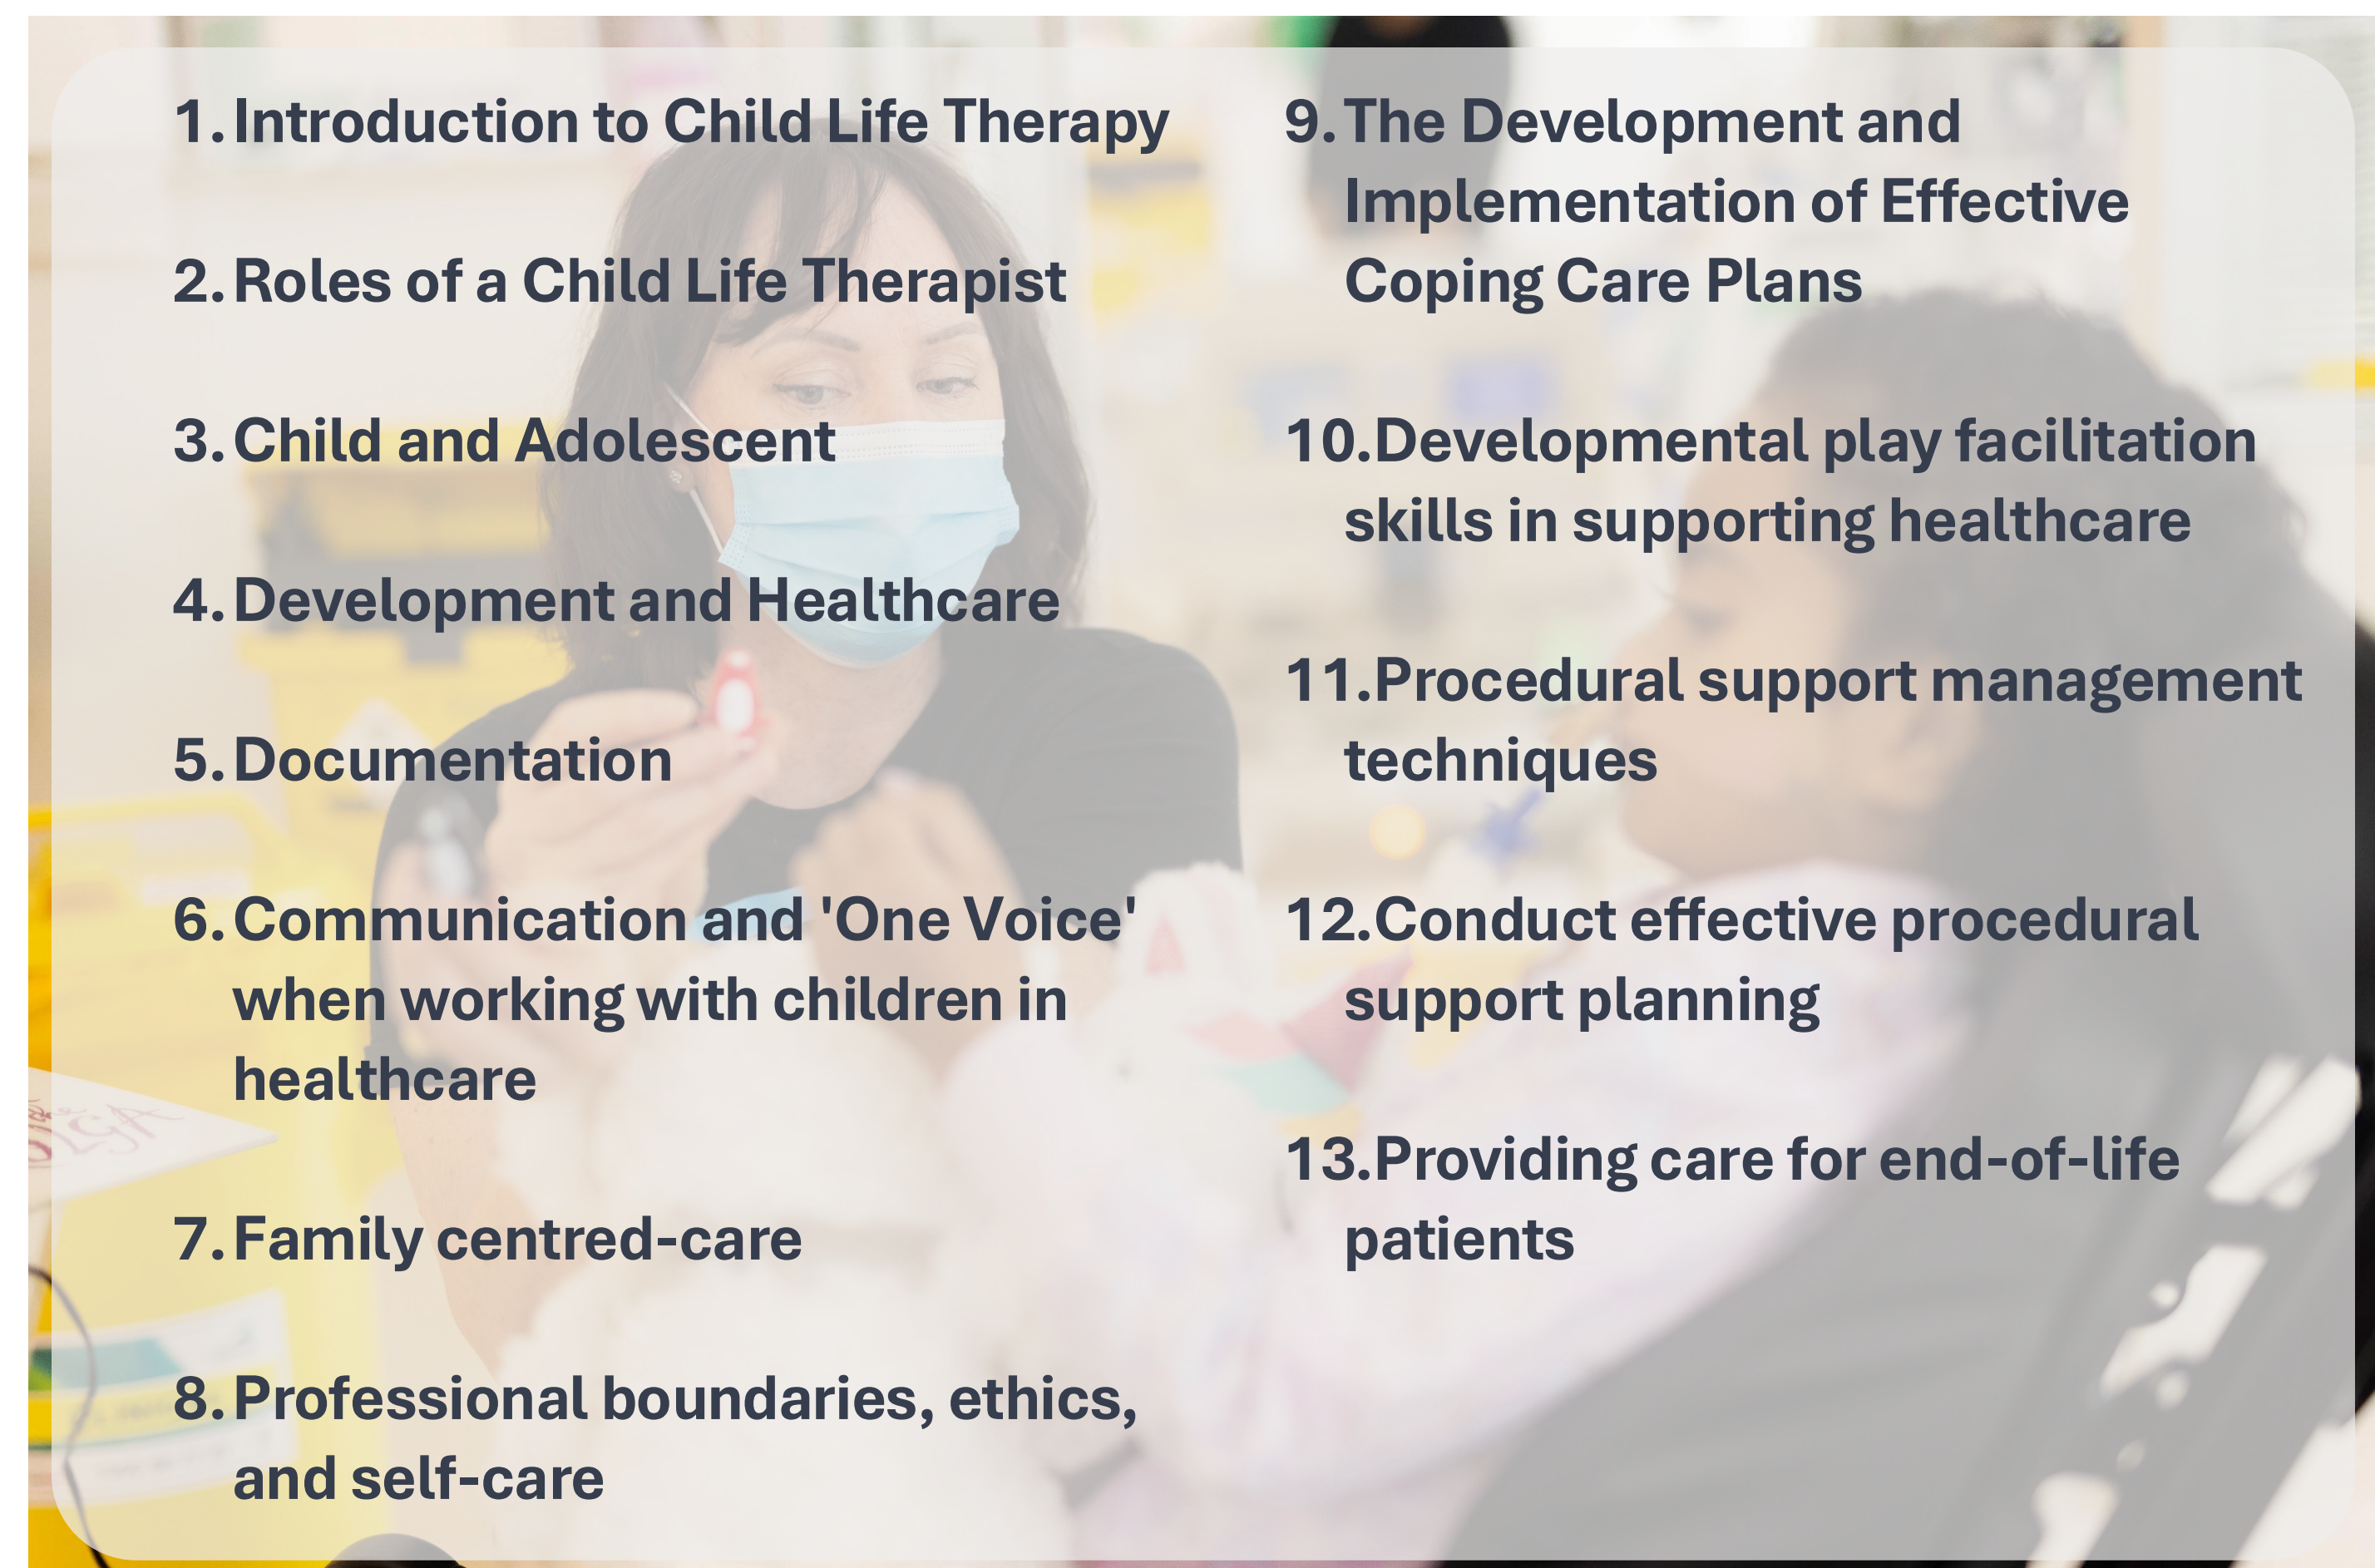 1. Introduction to Child Life Therapy
2. Roles of a Child Life Therapist
3. Child and Adolescent
4. Development and Healthcare
5. Documentation
6. Communication and 'One Voice'
when working with children in
healthcare
7. Family centred-care
8. Professional boundaries, ethics,
and self-care
9. The Development and
Implementation of Effective
Coping Care Plans
10.Developmental play facilitation
skills in supporting healthcare
11.Procedural support management
techniques
12.Conduct effective procedural
support planning
13.Providing care for end-of-life
patients